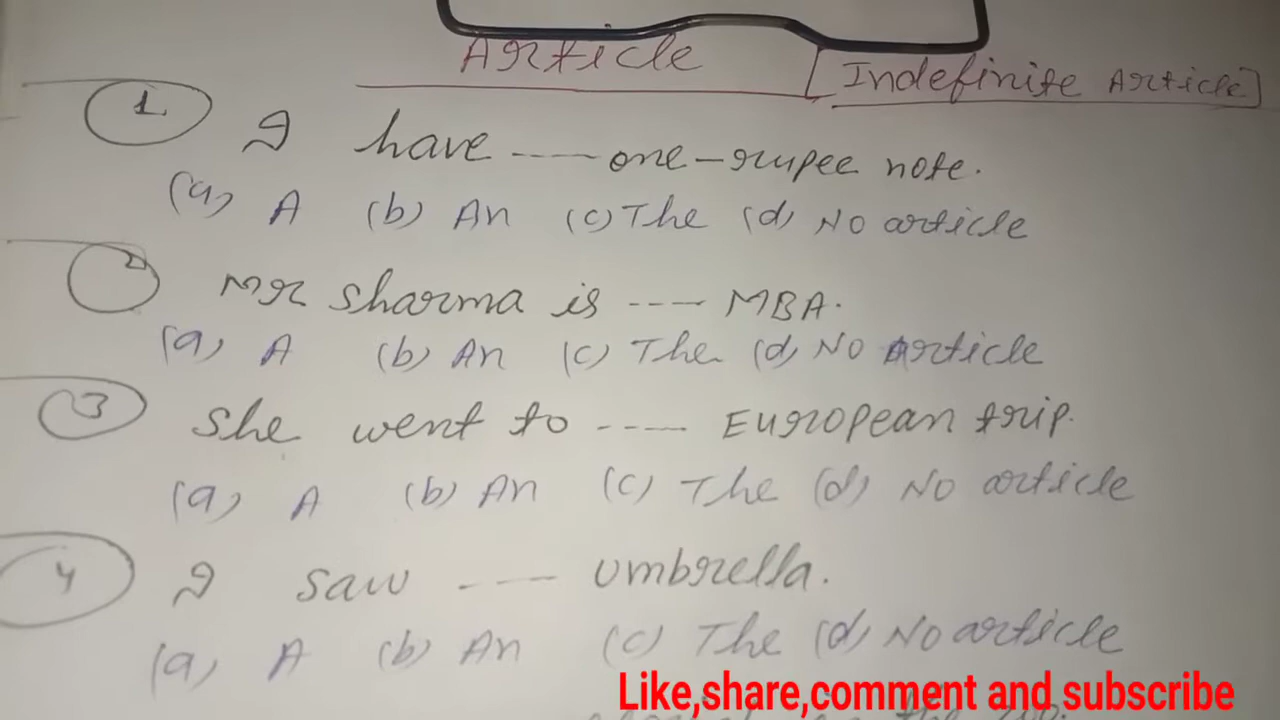 Article [Indefinite Article]
1 I have ---- one-rupee note.
(a) A (b) An (c) The (d) No article
2 Mr sharma is ---- MBA.
(a) A (b) An (c) The (d) No Article
3 She went to ---- European trip.
(a) A (b) An (c) The (d) No article
4 I saw ---- umbrella.
(a) A (b) An (c) The (d) No article
Like,share,comment and subscribe